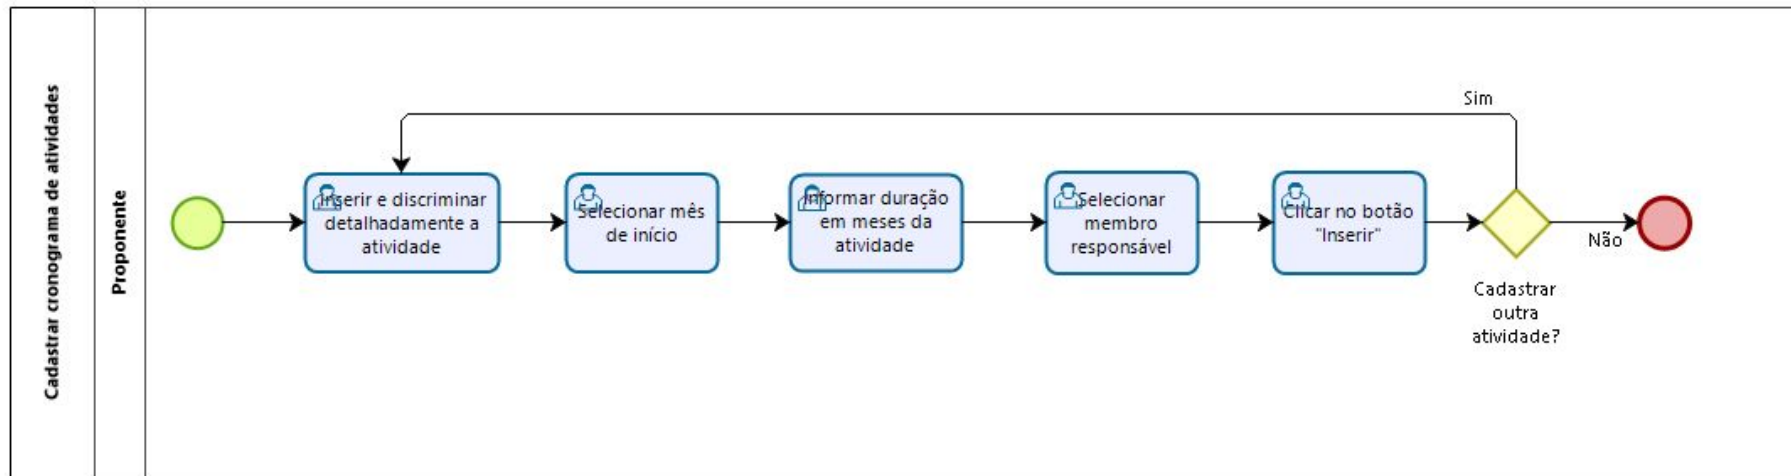 Cadastrar cronograma de atividades
Proponente
Sim
Inserir e discriminar
detalhadamente a
atividade
Selecionar mês
de início
Informar duração
em meses da
atividade
Selecionar
membro
responsável
Clicar no botão
"Inserir"
Não
Cadastrar
outra
atividade?